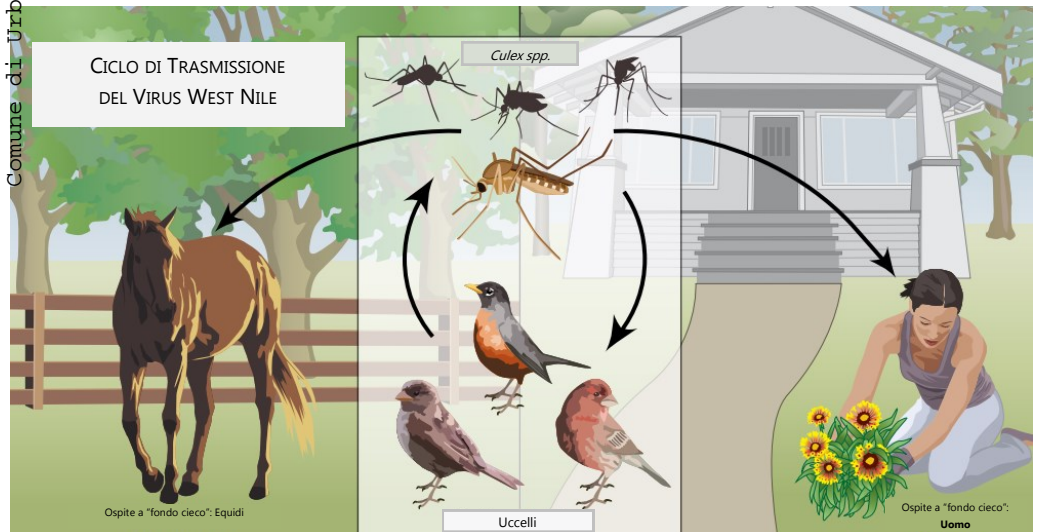 Comune di Urb
CICLO DI TRASMISSIONE
DEL VIRUS WEST NILE
Culex spp.
Ospite a "fondo cieco": Equidi
Uccelli
Ospite a "fondo cieco":
Uomo